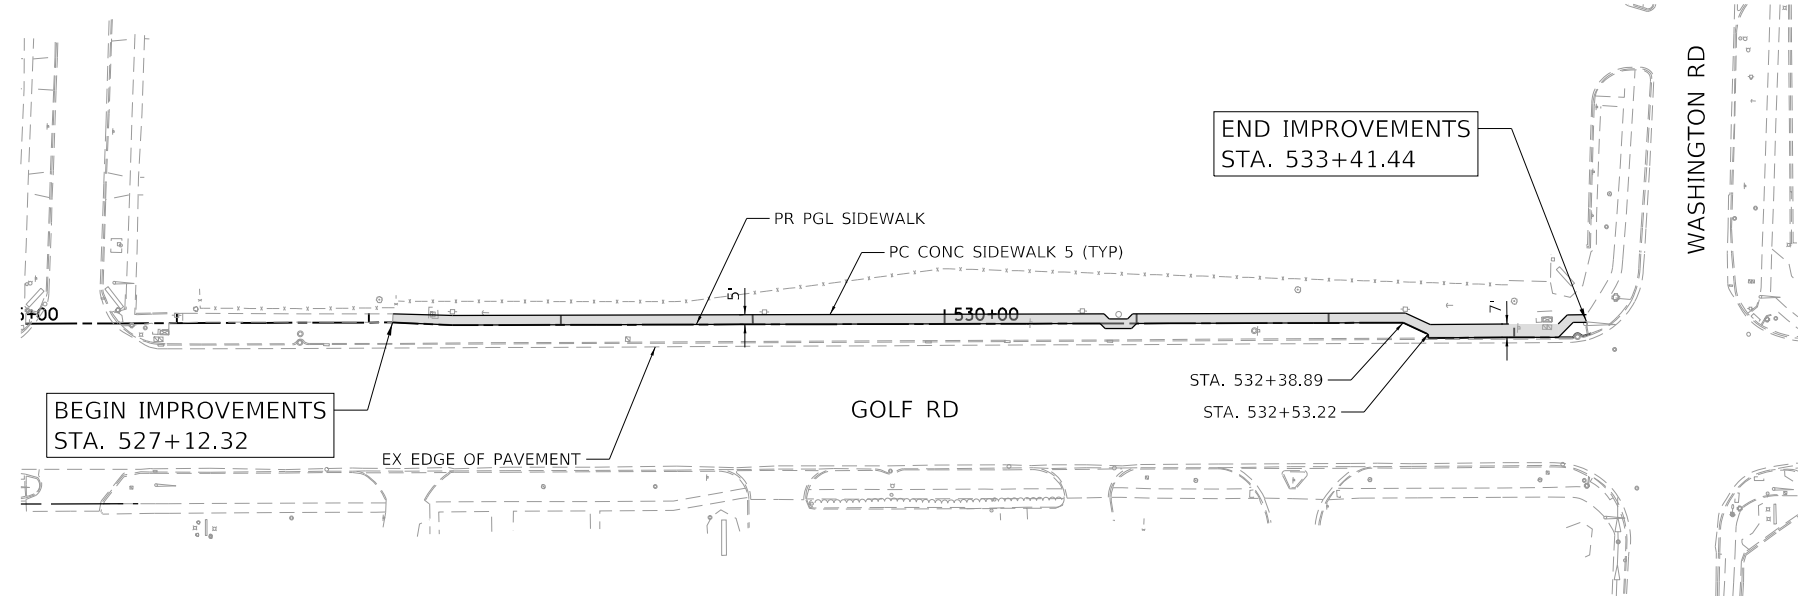 WASHINGTON RD
END IMPROVEMENTS
STA. 533+41.44
PR PGL SIDEWALK
PC CONC SIDEWALK 5 (TYP)
5'
7'
530+00
STA. 532+38.89
STA. 532+53.22
BEGIN IMPROVEMENTS
STA. 527+12.32
GOLF RD
EX EDGE OF PAVEMENT